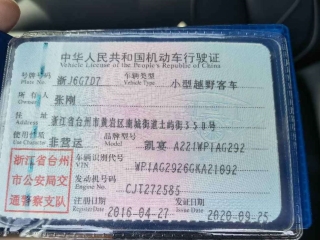 中华人民共和国机动车行驶证
Vehicle License of the People's Republic of China
号牌号码 浙J6G7D7 车辆类型 小型越野客车
Plate No. Vehicle Type
所有人 张刚
Owner
住址 浙江省台州市黄岩区南城街道土屿街358号
Address
使用性质 非营运 品牌型号 凯宴 A221WP1AG292
Use Character Model
浙江省台州
市公安局交
通警察支队
车辆识别代号 WP1AG2926GKA21692
VIN
发动机号码 CJT272585
Engine No.
注册日期 2016-04-27 发证日期 2020-09-25
Register Date Issue Date